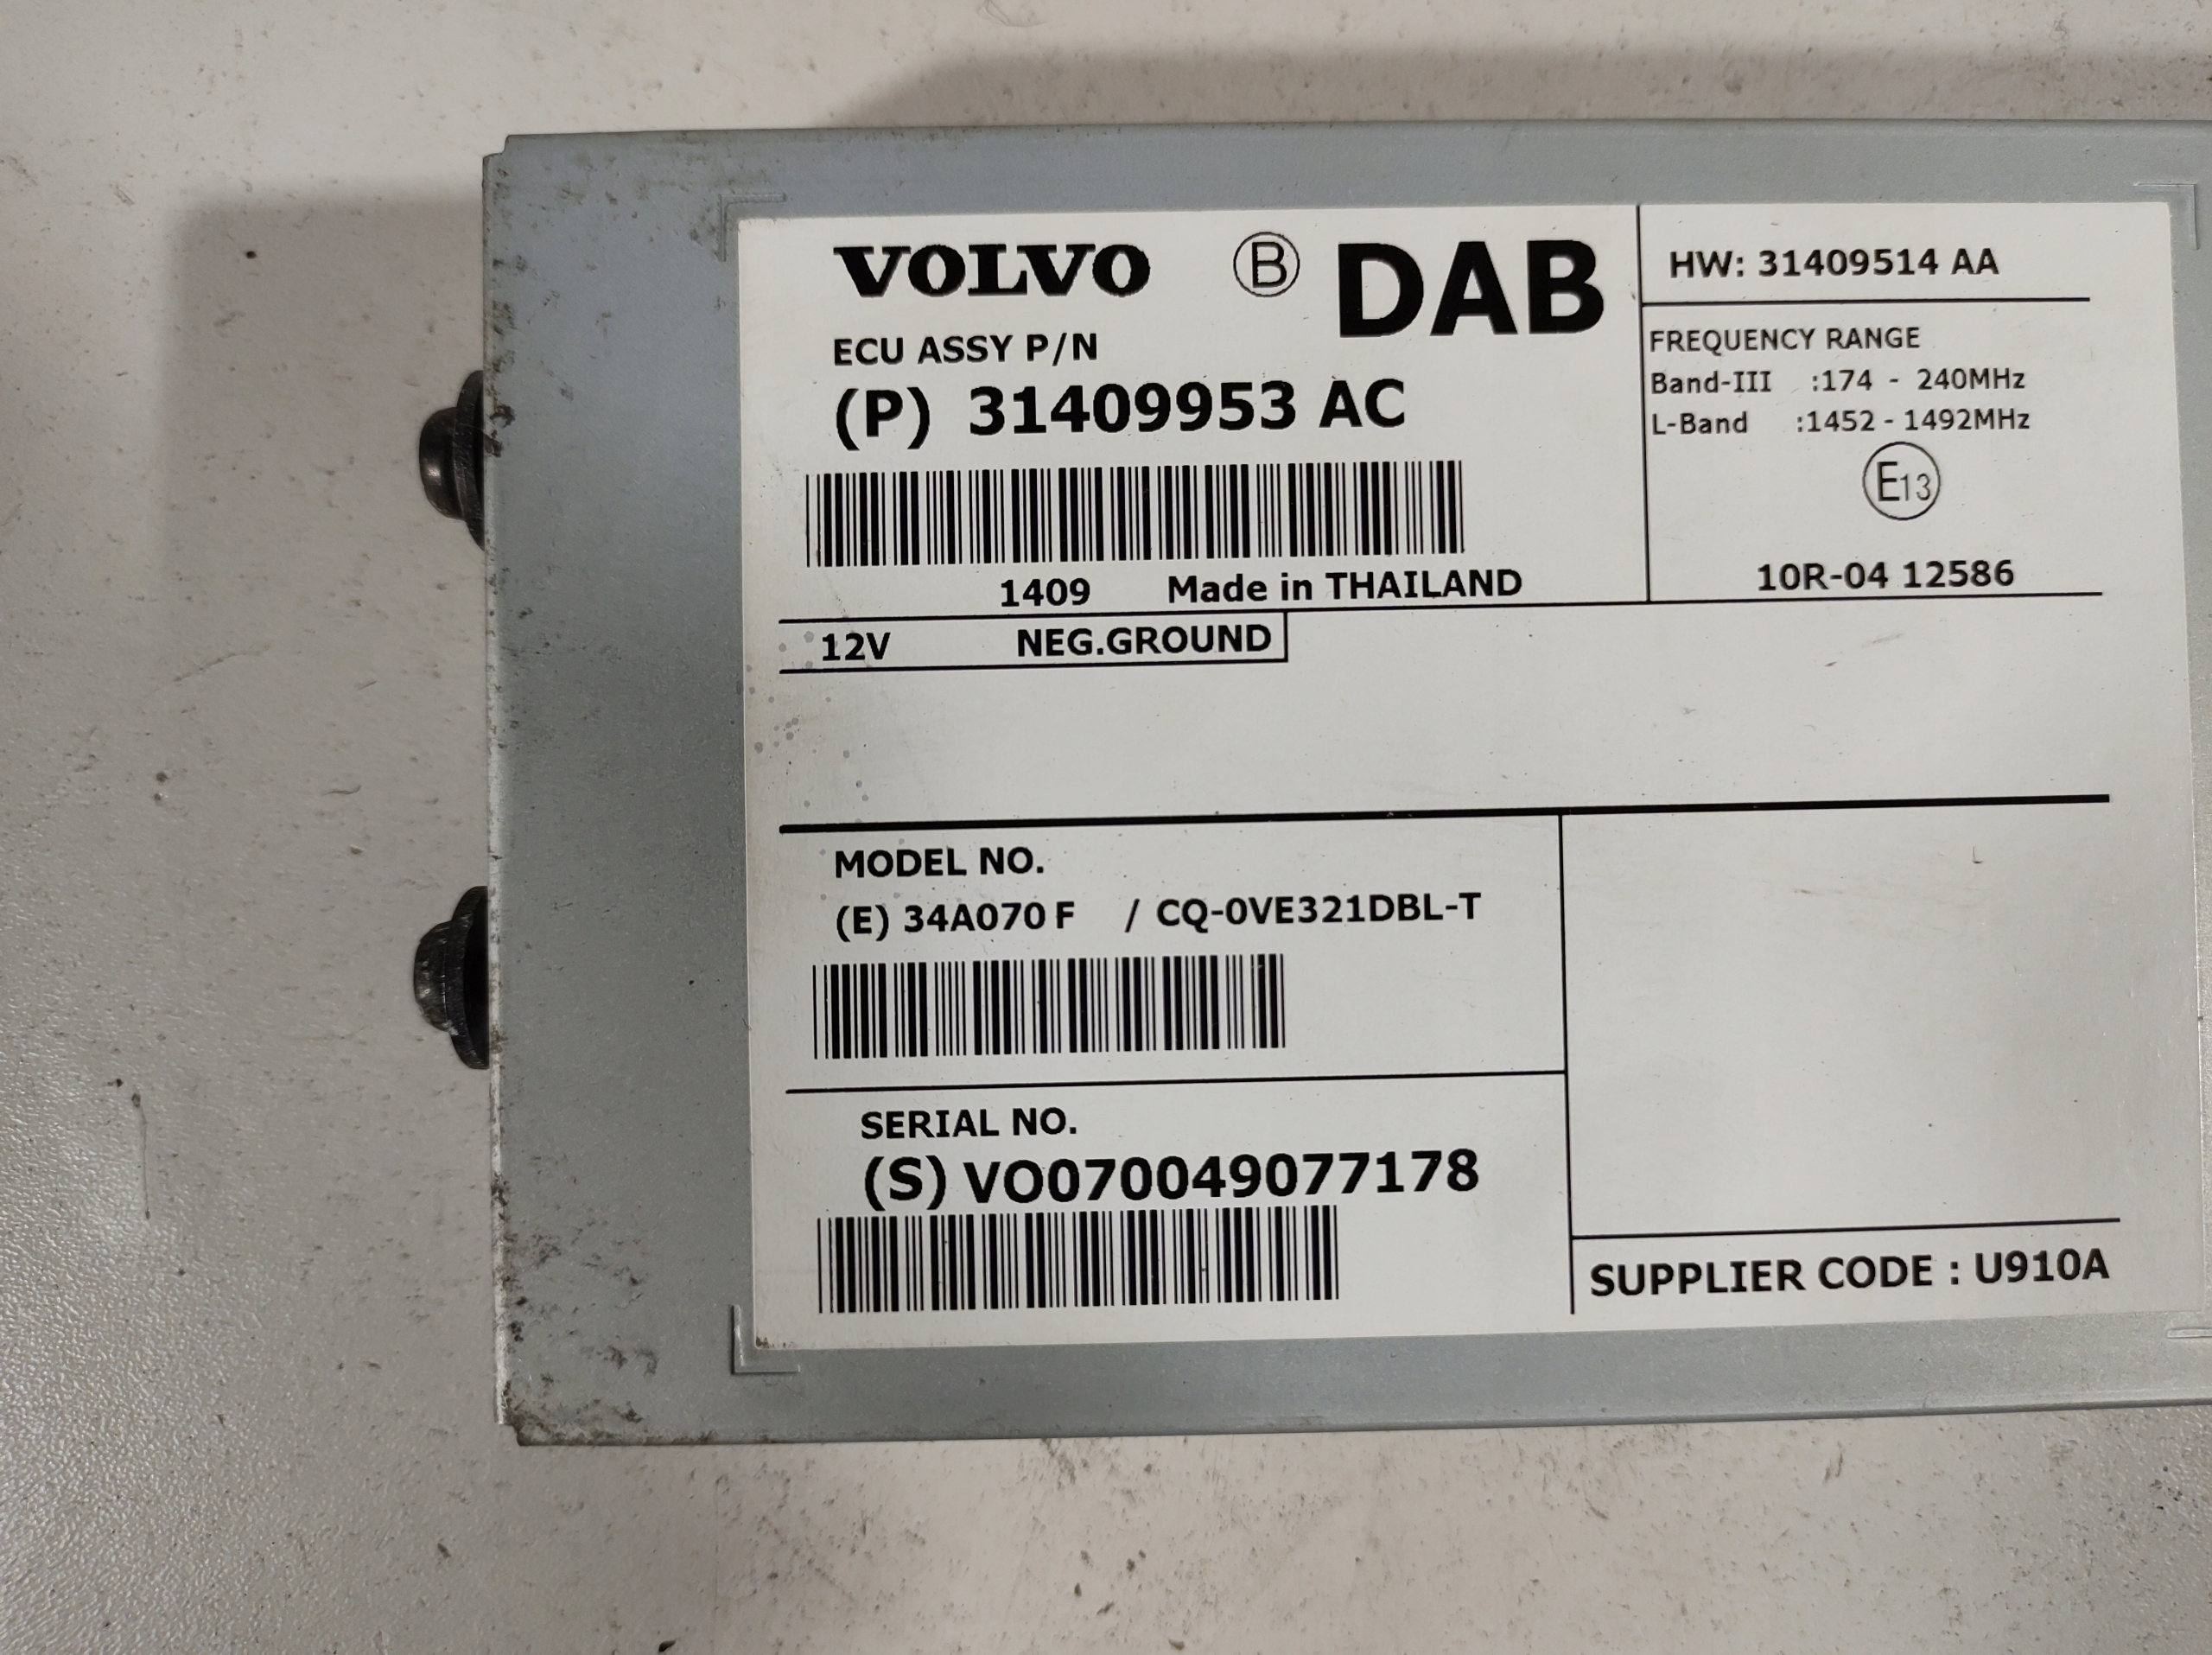 VOLVO Ⓑ DAB
ECU ASSY P/N
(P) 31409953 AC
1409 Made in THAILAND
12V NEG.GROUND
HW: 31409514 AA
FREQUENCY RANGE
Band-III :174 - 240MHz
L-Band :1452 - 1492MHz
E13
10R-04 12586
MODEL NO.
(E) 34A070 F / CQ-0VE321DBL-T
SERIAL NO.
(S) VO070049077178
SUPPLIER CODE : U910A